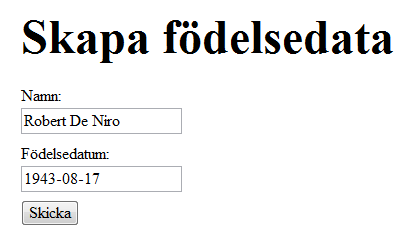 Skapa födelsedata
Namn:
Robert De Niro
Födelsedatum:
1943-08-17
Skicka